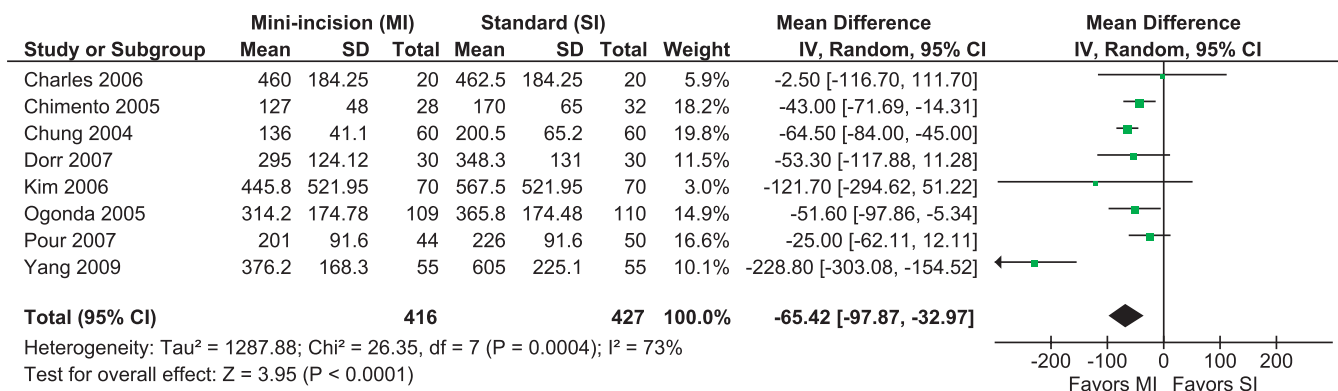 Mini-incision (MI) Standard (SI) Mean Difference Mean Difference
Study or Subgroup Mean SD Total Mean SD Total Weight IV, Random, 95% CI IV, Random, 95% CI
Charles 2006 460 184.25 20 462.5 184.25 20 5.9% -2.50 [-116.70, 111.70]
Chimento 2005 127 48 28 170 65 32 18.2% -43.00 [-71.69, -14.31]
Chung 2004 136 41.1 60 200.5 65.2 60 19.8% -64.50 [-84.00, -45.00]
Dorr 2007 295 124.12 30 348.3 131 30 11.5% -53.30 [-117.88, 11.28]
Kim 2006 445.8 521.95 70 567.5 521.95 70 3.0% -121.70 [-294.62, 51.22]
Ogonda 2005 314.2 174.78 109 365.8 174.48 110 14.9% -51.60 [-97.86, -5.34]
Pour 2007 201 91.6 44 226 91.6 50 16.6% -25.00 [-62.11, 12.11]
Yang 2009 376.2 168.3 55 605 225.1 55 10.1% -228.80 [-303.08, -154.52]
Total (95% CI) 416 427 100.0% -65.42 [-97.87, -32.97]
Heterogeneity: Tau² = 1287.88; Chi² = 26.35, df = 7 (P = 0.0004); I² = 73%
Test for overall effect: Z = 3.95 (P < 0.0001)
-200 -100 0 100 200
Favors MI Favors SI